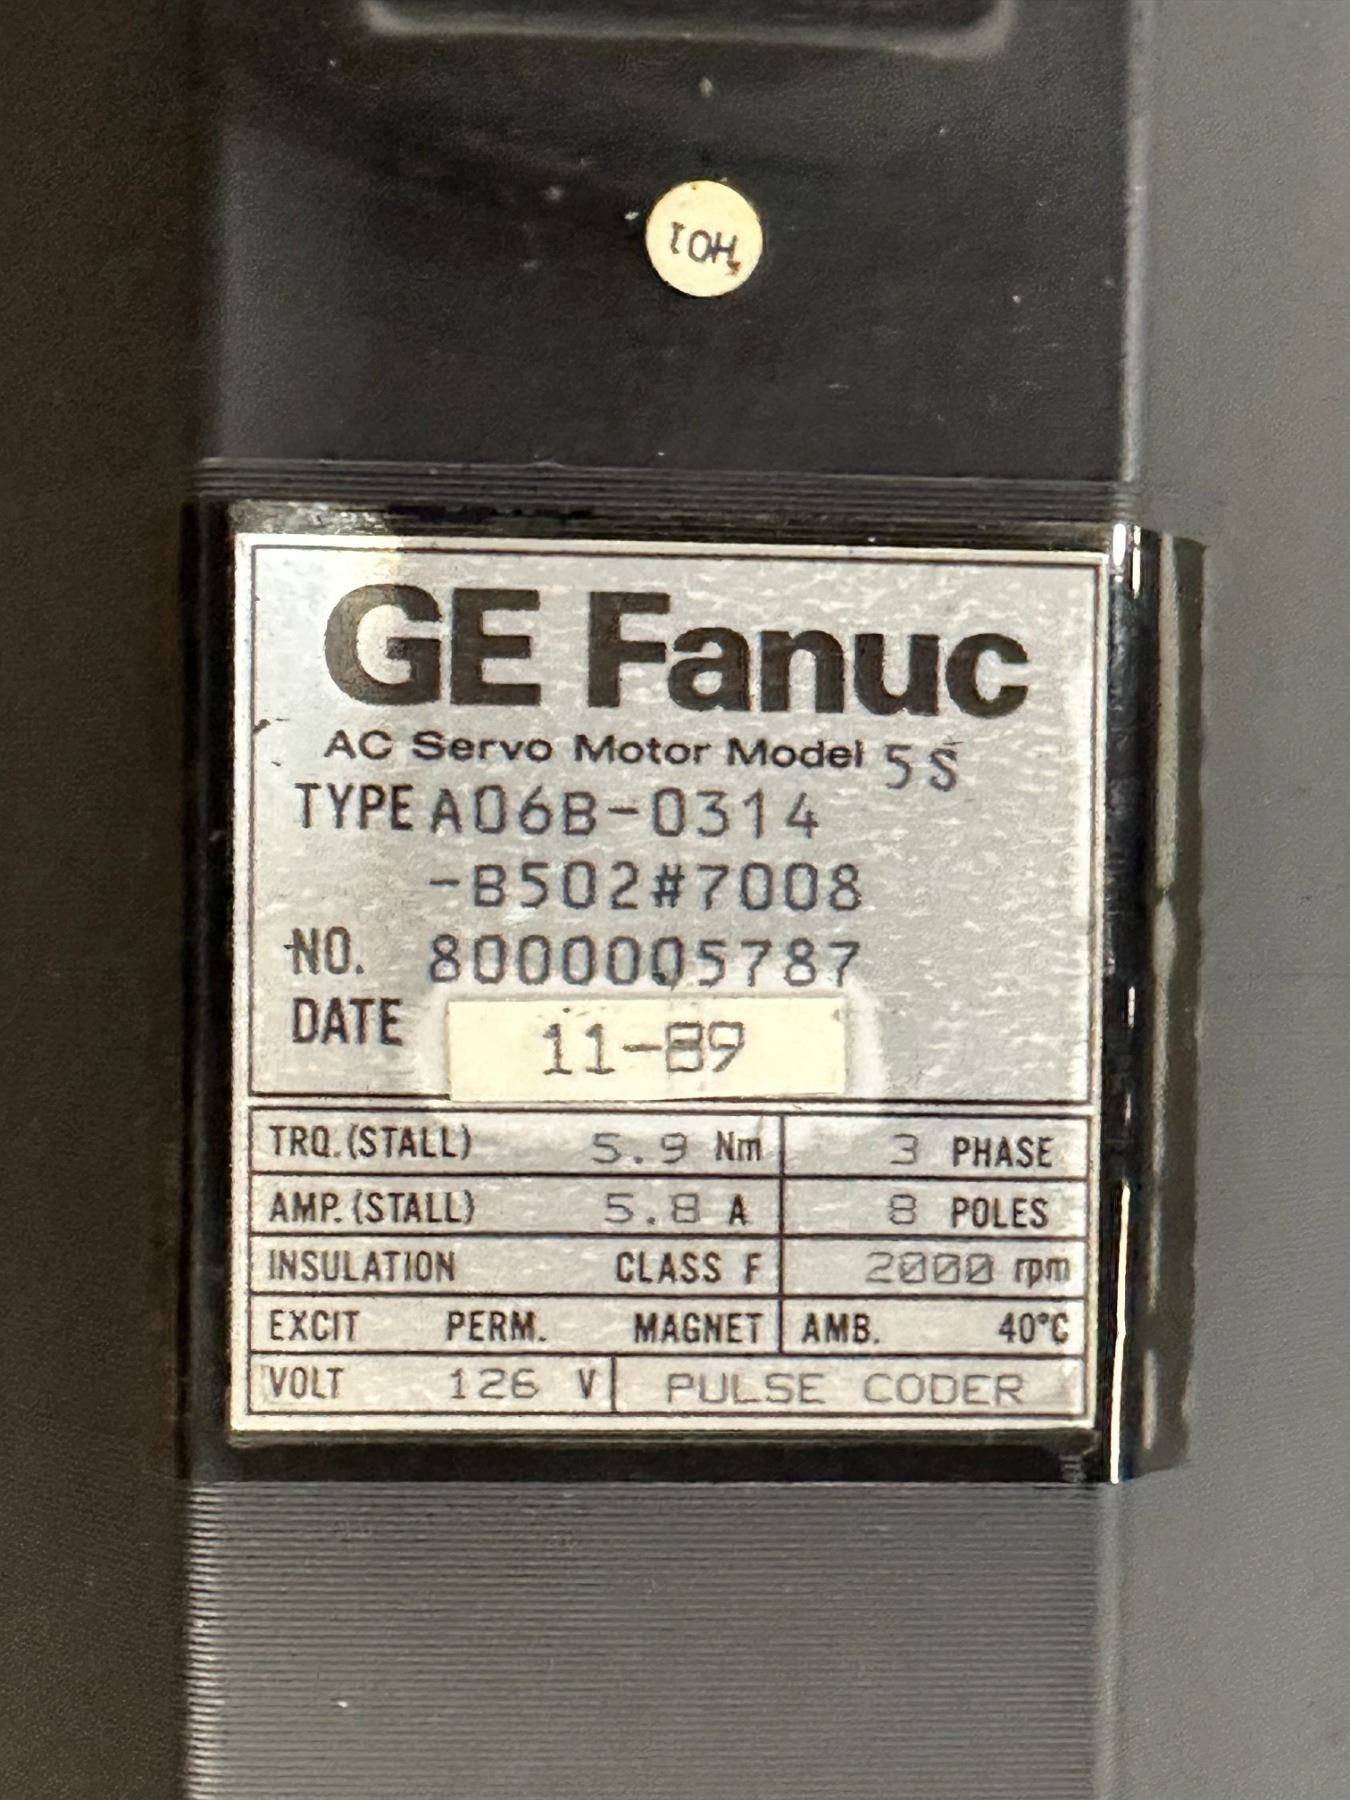 IOH
GE Fanuc
AC Servo Motor Model 5S
TYPE A06B-0314
-B502#7008
NO. 8000005787
DATE 11-89
TRQ.(STALL) 5.9 Nm 3 PHASE
AMP.(STALL) 5.8 A 8 POLES
INSULATION CLASS F 2000 rpm
EXCIT PERM. MAGNET AMB. 40°C
VOLT 126 V PULSE CODER